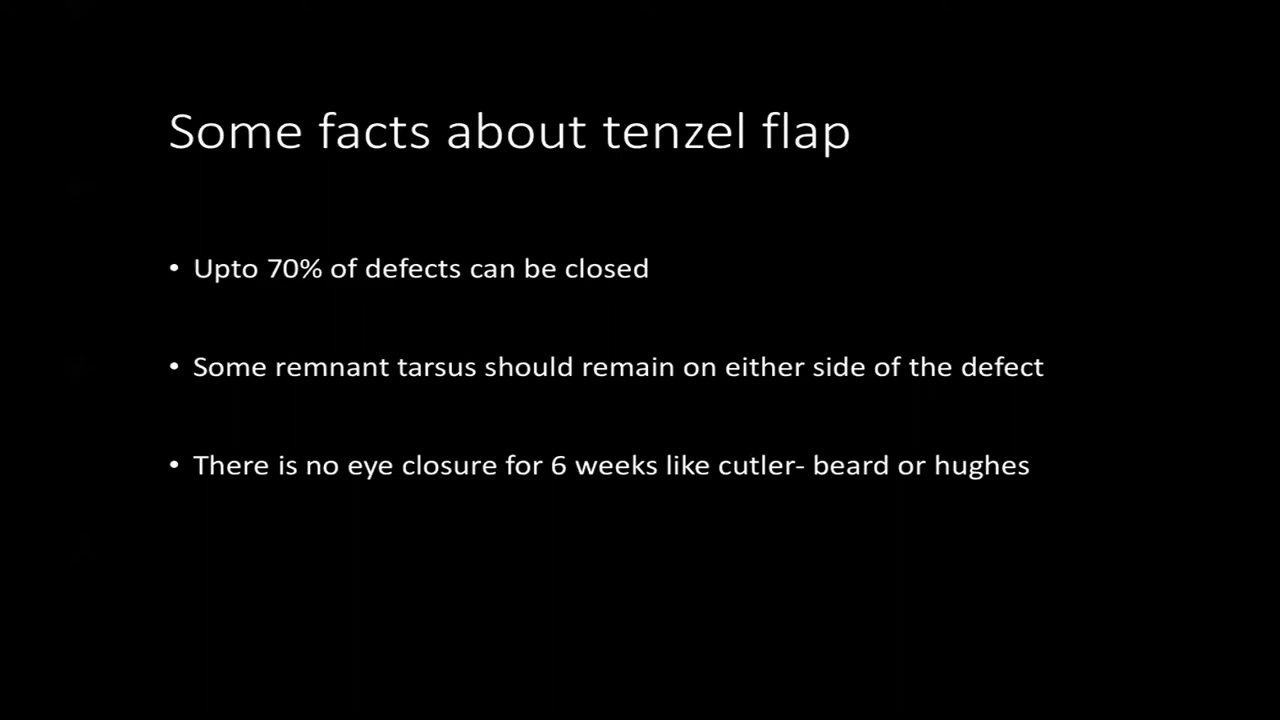 Some facts about tenzel flap
• Upto 70% of defects can be closed
• Some remnant tarsus should remain on either side of the defect
• There is no eye closure for 6 weeks like cutler- beard or hughes